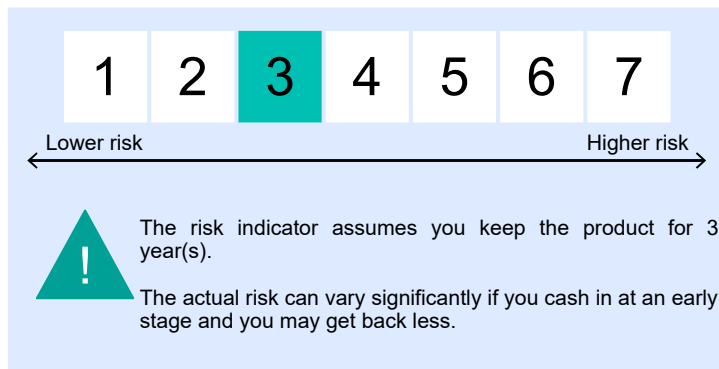 1 2 3 4 5 6 7
Lower risk Higher risk
!
The risk indicator assumes you keep the product for 3
year(s).
The actual risk can vary significantly if you cash in at an early
stage and you may get back less.